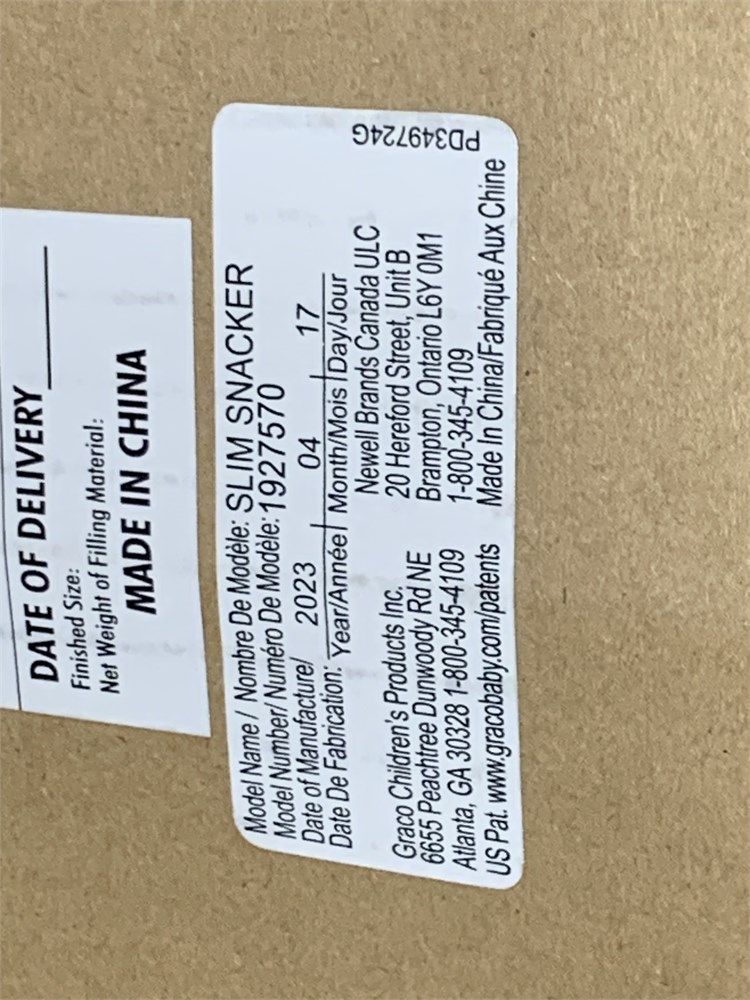 DATE OF DELIVERY
Finished Size:
Net Weight of Filling Material:
MADE IN CHINA
Model Name / Nombre De Modèle: SLIM SNACKER
Model Number/ Numéro De Modèle: 1927570
Date of Manufacture/ 2023 04 17
Date De Fabrication: Year/Année | Month/Mois | Day/Jour
Graco Children's Products Inc.
6655 Peachtree Dunwoody Rd NE
Atlanta, GA 30328 1-800-345-4109
US Pat. www.gracobaby.com/patents
Newell Brands Canada ULC
20 Hereford Street, Unit B
Brampton, Ontario L6Y 0M1
1-800-345-4109
Made In China/Fabriqué Aux Chine
PD349724G